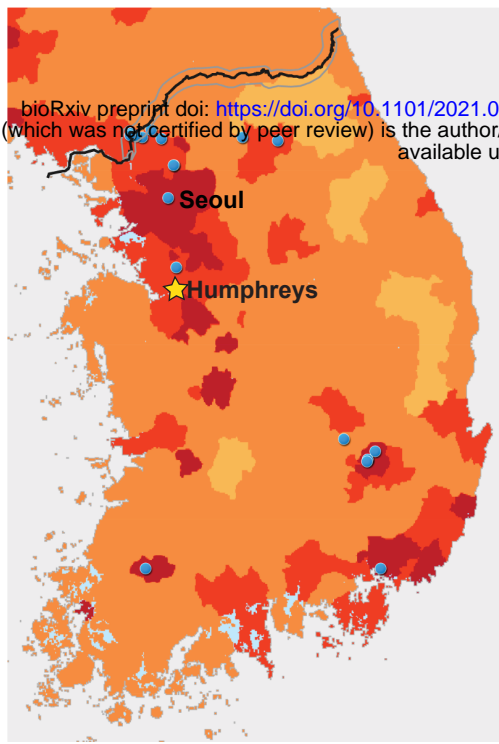 bioRxiv preprint doi: https://doi.org/10.1101/2021.0
(which was not certified by peer review) is the author/
available u
Seoul
Humphreys